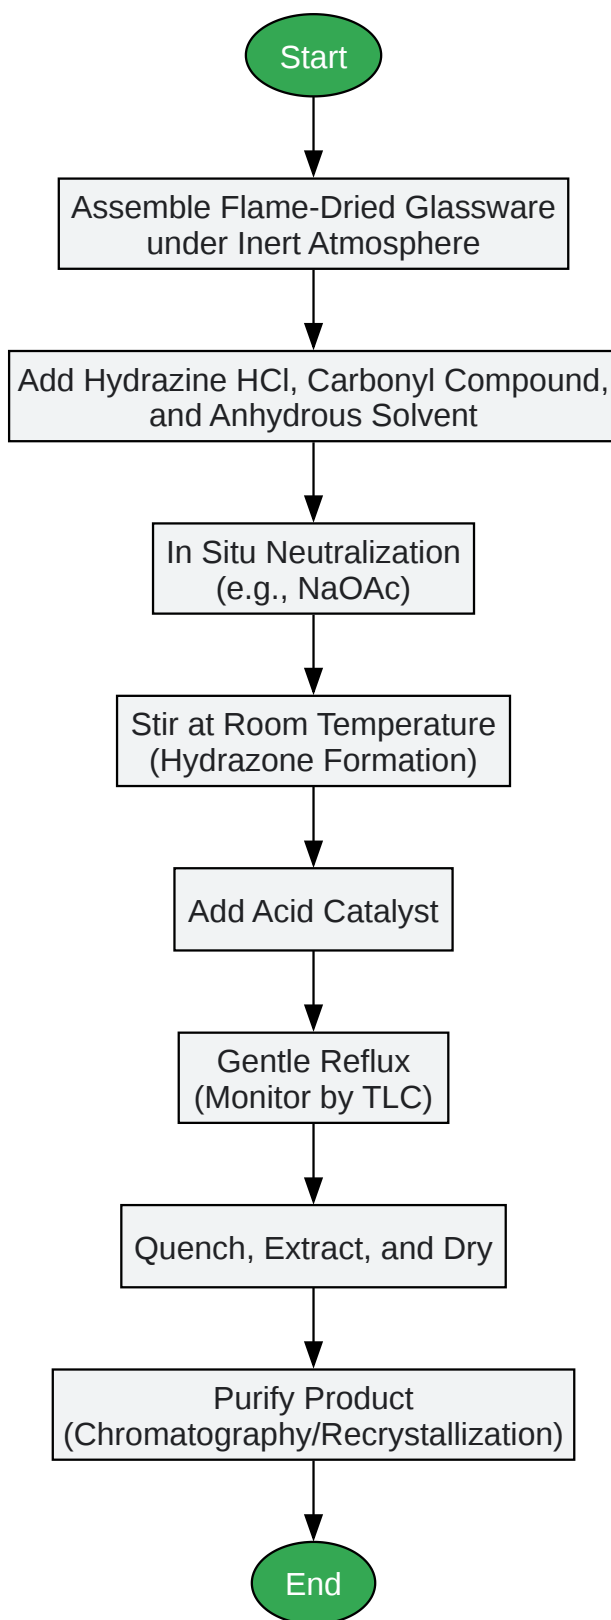 Start
Assemble Flame-Dried Glassware
under Inert Atmosphere
Add Hydrazine HCl, Carbonyl Compound,
and Anhydrous Solvent
In Situ Neutralization
(e.g., NaOAc)
Stir at Room Temperature
(Hydrazone Formation)
Add Acid Catalyst
Gentle Reflux
(Monitor by TLC)
Quench, Extract, and Dry
Purify Product
(Chromatography/Recrystallization)
End